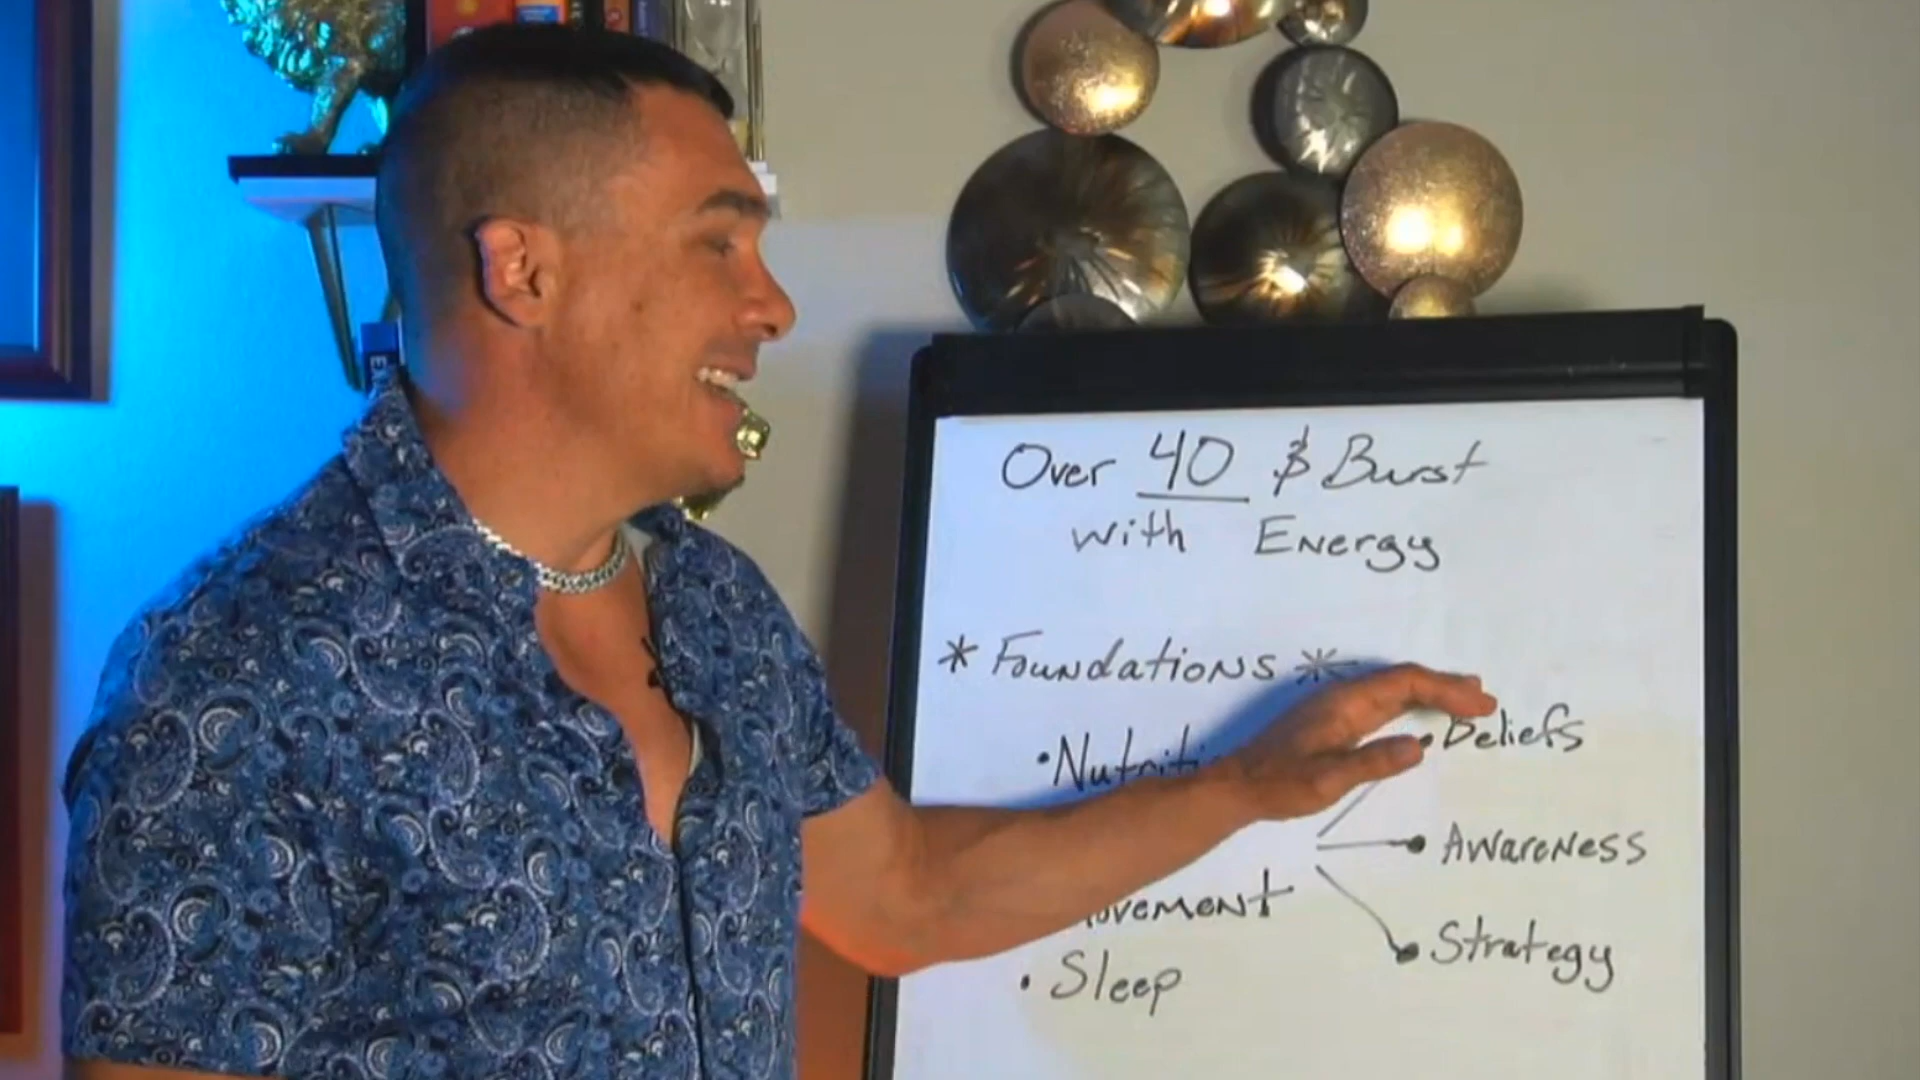 Over 40 & Burst
with Energy
* Foundations *
• Beliefs
• Awareness
• Sleep
• Strategy